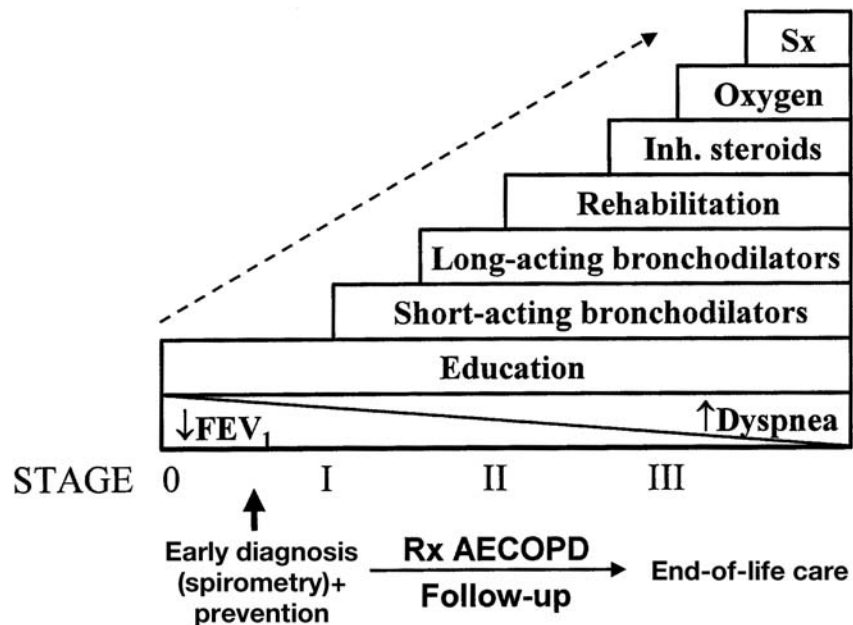 Sx
Oxygen
Inh. steroids
Rehabilitation
Long-acting bronchodilators
Short-acting bronchodilators
Education
↓FEV₁ ↑Dyspnea
STAGE 0 I II III
Early diagnosis
(spirometry)+
prevention
Rx AECOPD
Follow-up
End-of-life care